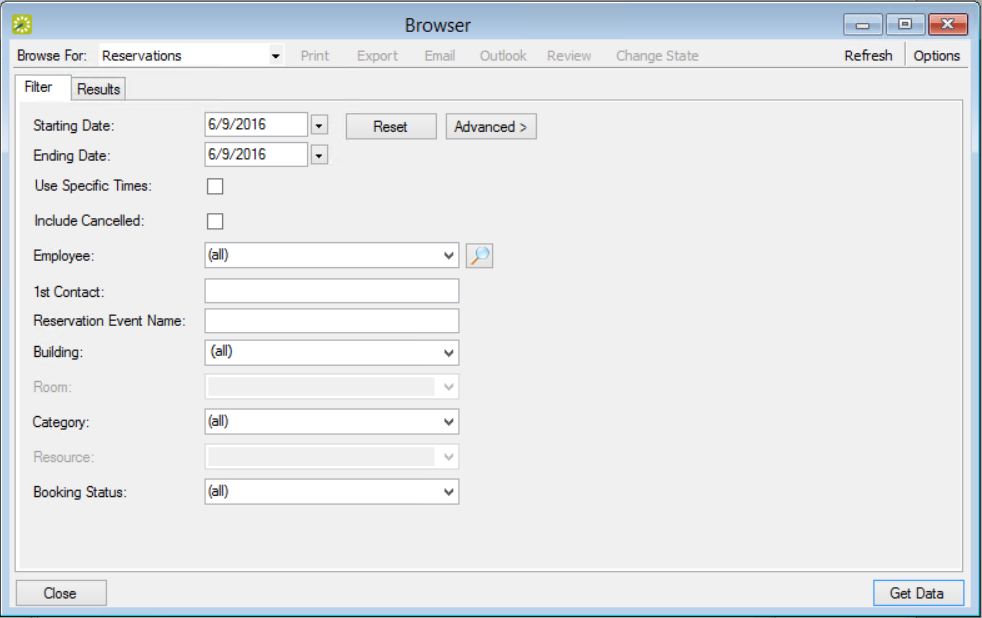 Browser
Browse For: Reservations Print Export Email Outlook Review Change State Refresh Options
Filter Results
Starting Date: 6/9/2016 Reset Advanced >
Ending Date: 6/9/2016
Use Specific Times:
Include Cancelled:
Employee: (all)
1st Contact:
Reservation Event Name:
Building: (all)
Room:
Category: (all)
Resource:
Booking Status: (all)
Close Get Data